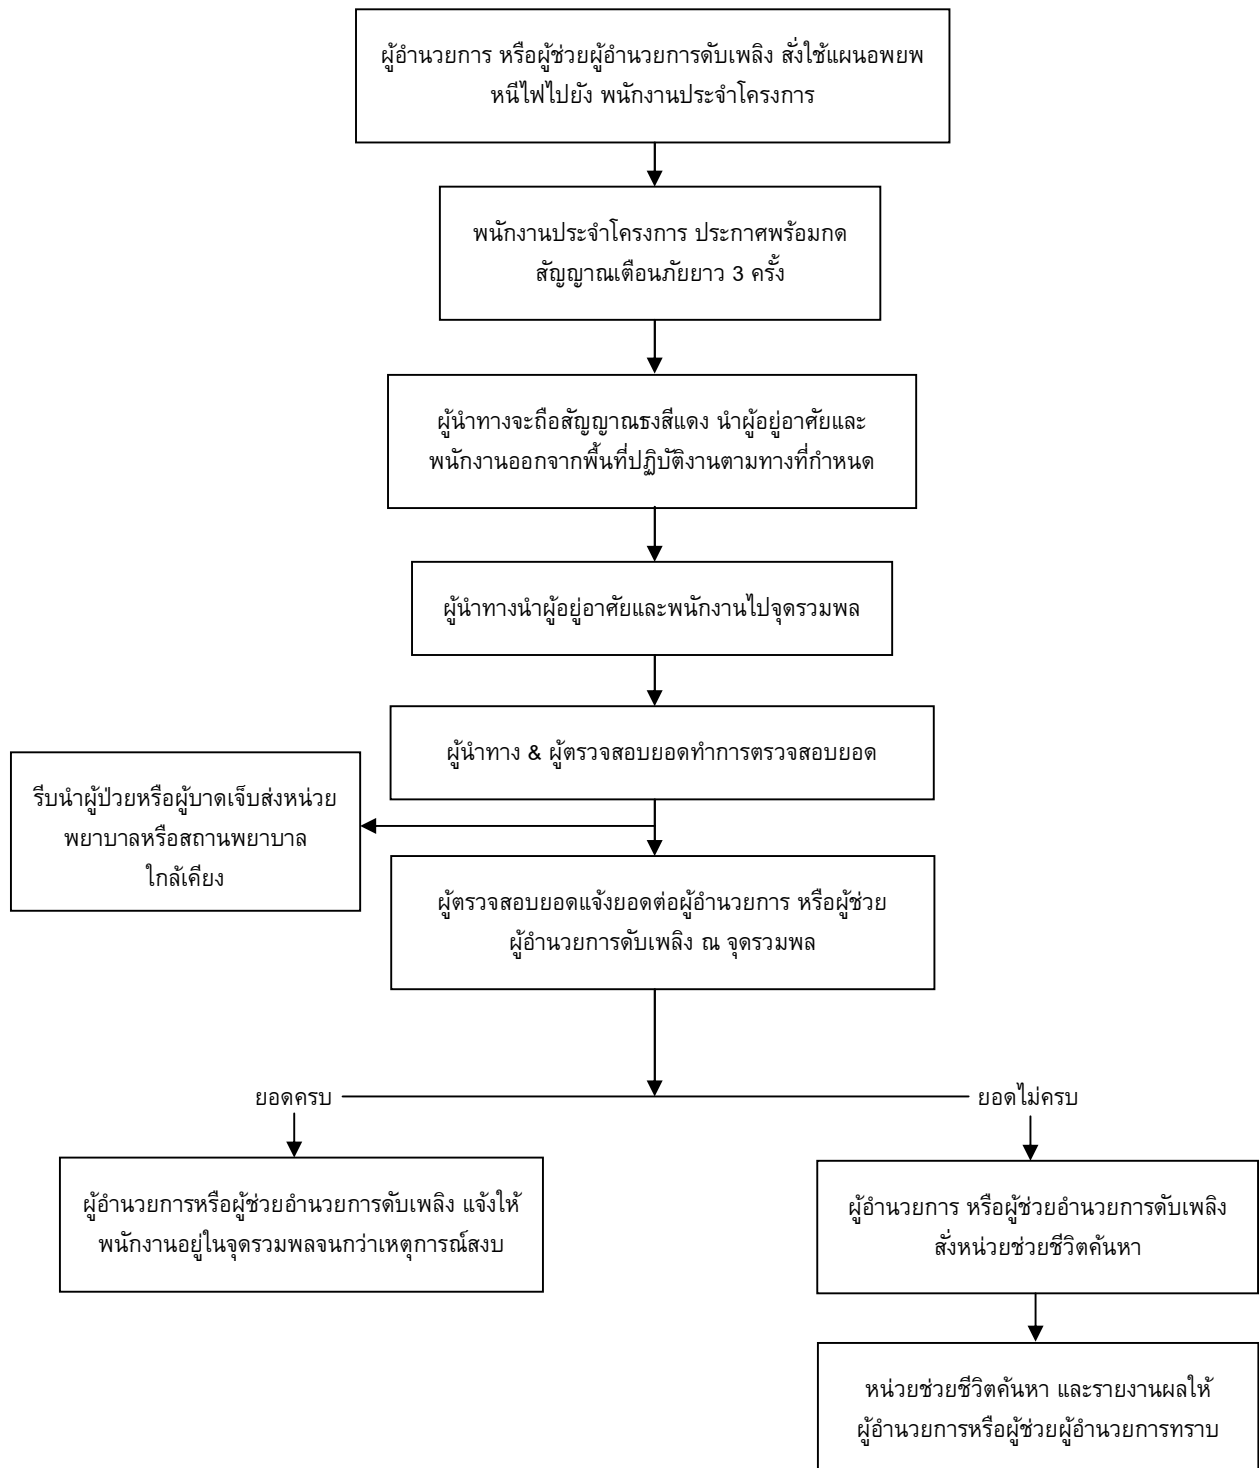 ผู้อำนวยการ หรือผู้ช่วยผู้อำนวยการดับเพลิง สั่งใช้แผนอพยพ
หนีไฟไปยัง พนักงานประจำโครงการ
พนักงานประจำโครงการ ประกาศพร้อมกด
สัญญาณเตือนภัยยาว 3 ครั้ง
ผู้นำทางจะถือสัญญาณธงสีแดง นำผู้อยู่อาศัยและ
พนักงานออกจากพื้นที่ปฏิบัติงานตามทางที่กำหนด
ผู้นำทางนำผู้อยู่อาศัยและพนักงานไปจุดรวมพล
ผู้นำทาง & ผู้ตรวจสอบยอดทำการตรวจสอบยอด
รีบนำผู้ป่วยหรือผู้บาดเจ็บส่งหน่วย
พยาบาลหรือสถานพยาบาล
ใกล้เคียง
ผู้ตรวจสอบยอดแจ้งยอดต่อผู้อำนวยการ หรือผู้ช่วย
ผู้อำนวยการดับเพลิง ณ จุดรวมพล
ยอดครบ
ยอดไม่ครบ
ผู้อำนวยการหรือผู้ช่วยอำนวยการดับเพลิง แจ้งให้
พนักงานอยู่ในจุดรวมพลจนกว่าเหตุการณ์สงบ
ผู้อำนวยการ หรือผู้ช่วยอำนวยการดับเพลิง
สั่งหน่วยช่วยชีวิตค้นหา
หน่วยช่วยชีวิตค้นหา และรายงานผลให้
ผู้อำนวยการหรือผู้ช่วยผู้อำนวยการทราบ